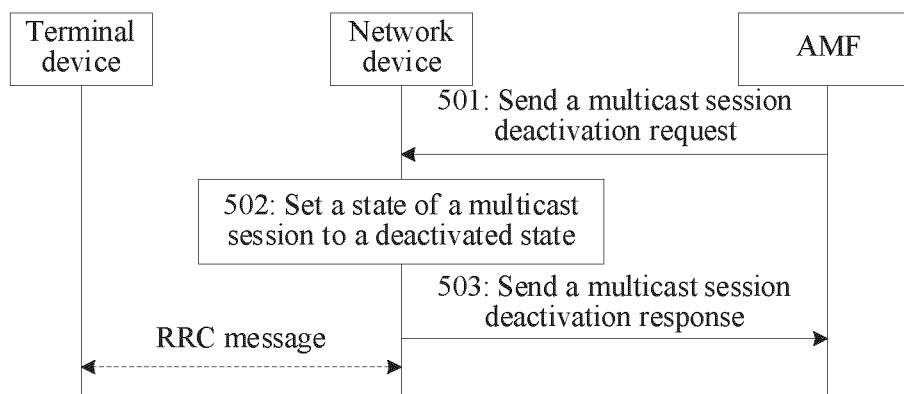 Terminal
device
Network
device
AMF
501: Send a multicast session
deactivation request
502: Set a state of a multicast
session to a deactivated state
503: Send a multicast session
deactivation response
RRC message